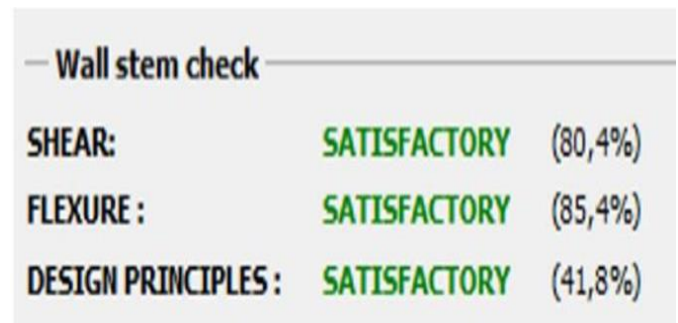 Wall stem check
SHEAR: SATISFACTORY (80,4%)
FLEXURE : SATISFACTORY (85,4%)
DESIGN PRINCIPLES : SATISFACTORY (41,8%)